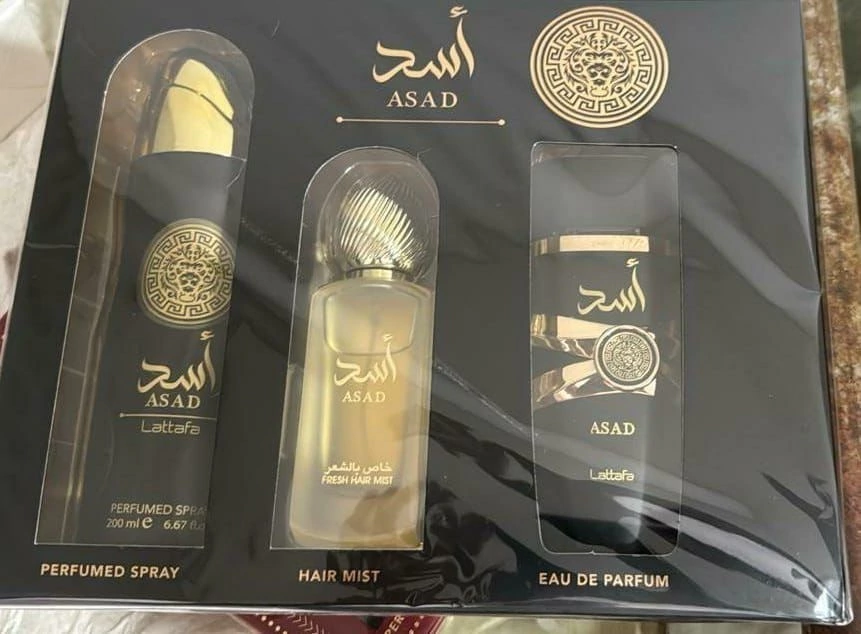 أسد
ASAD
أسد
ASAD
Lattafa
PERFUMED
200 ml e 6.67
أسد
ASAD
خاص بالشعر
FRESH HAIR MIST
أسد
ASAD
Lattafa
PERFUMED SPRAY
HAIR MIST
EAU DE PARFUM